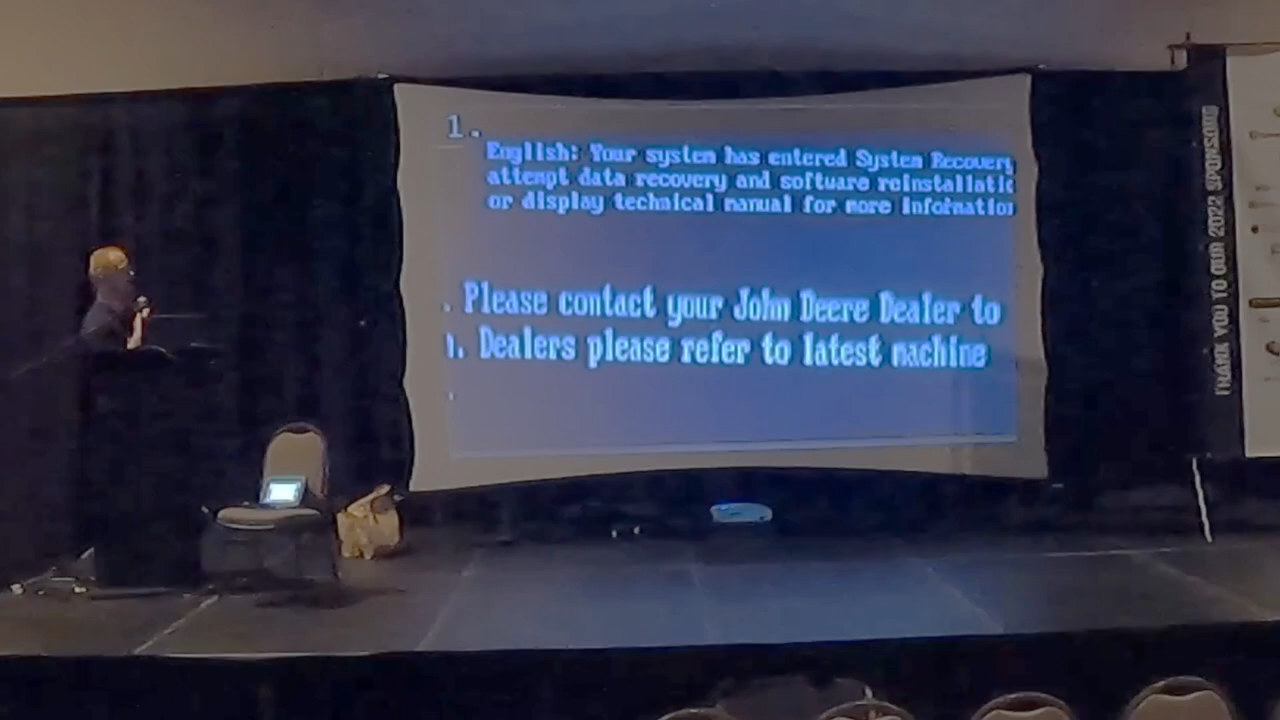 1.
English: Your system has entered System Recovery
attempt data recovery and software reinstallatic
or display technical manual for more information
. Please contact your John Deere Dealer to
Dealers please refer to latest machine
THANK YOU TO OUR 2022 SPONSORS